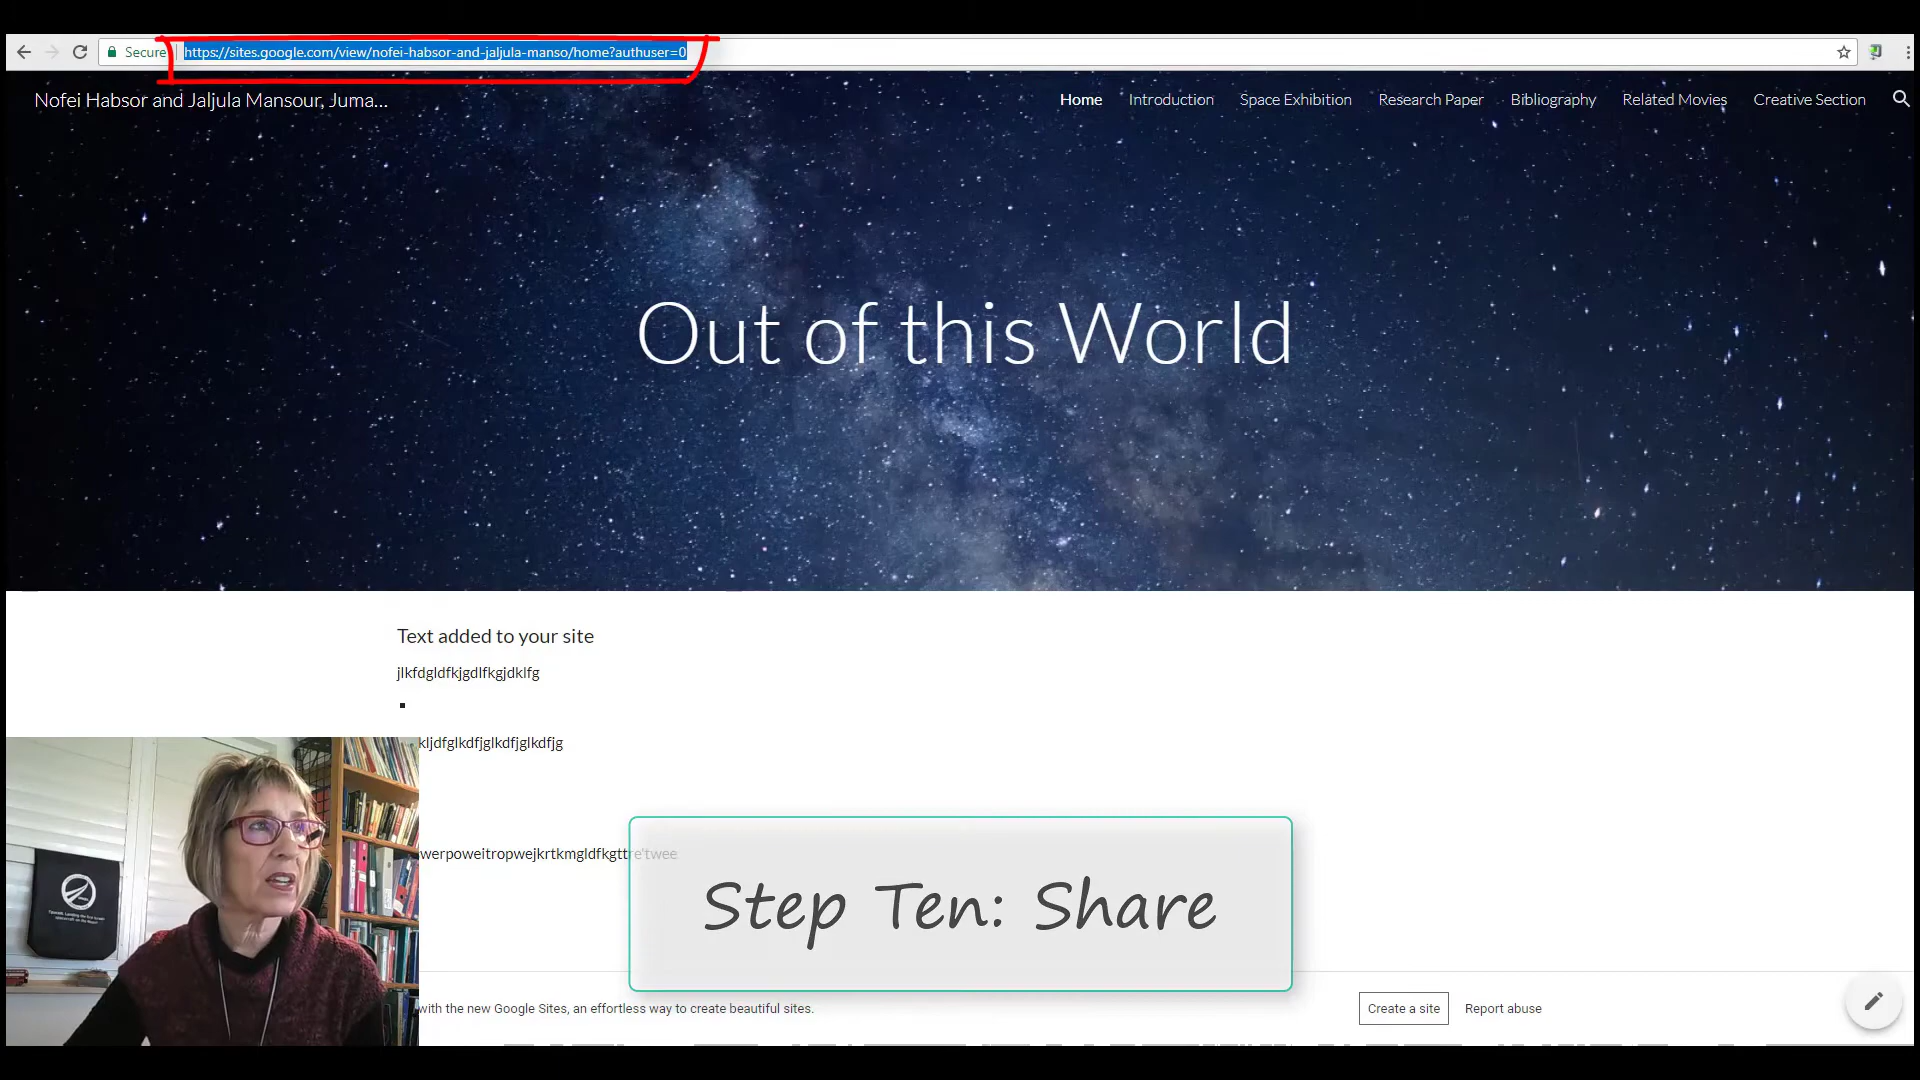 Secure
https://sites.google.com/view/nofei-habsor-and-jaljula-manso/home?authuser=0
Nofei Habsor and Jaljula Mansour, Juma...
Home Introduction Space Exhibition Research Paper Bibliography Related Movies Creative Section
Out of this World
Text added to your site
jlkfdgldfkjgdlfkgjdklfg
kljdfglkdfjglkdfjglkdfjg
werpoweitropwejkrtkmgldfkgttre'twee
Step Ten: Share
with the new Google Sites, an effortless way to create beautiful sites.
Create a site Report abuse